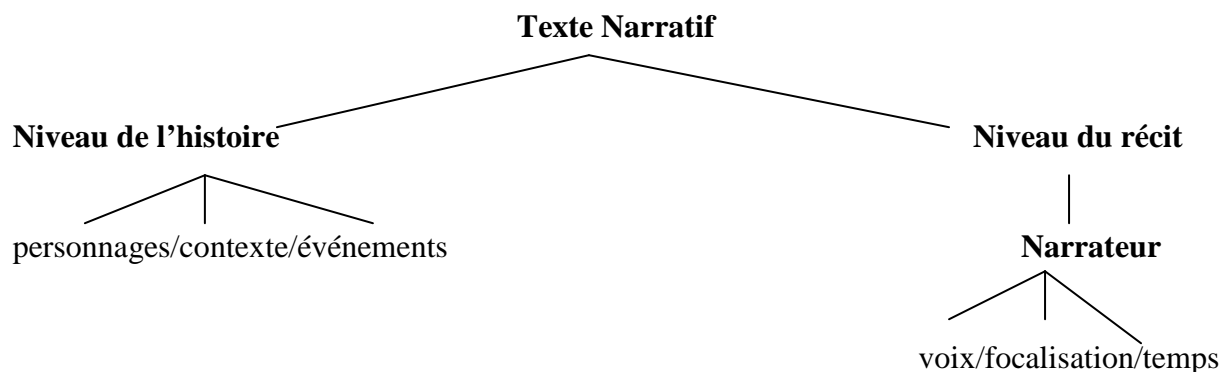 Texte Narratif
Niveau de l’histoire
Niveau du récit
personnages/contexte/événements
Narrateur
voix/focalisation/temps